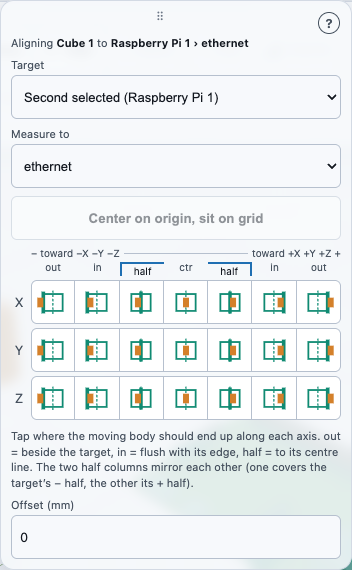 ?
Aligning Cube 1 to Raspberry Pi 1 › ethernet
Target
Second selected (Raspberry Pi 1)
Measure to
ethernet
Center on origin, sit on grid
− toward −X −Y −Z toward +X +Y +Z +
out in half ctr half in out
X
Y
Z
Tap where the moving body should end up along each axis. out
= beside the target, in = flush with its edge, half = to its centre
line. The two half columns mirror each other (one covers the
target's − half, the other its + half).
Offset (mm)
0